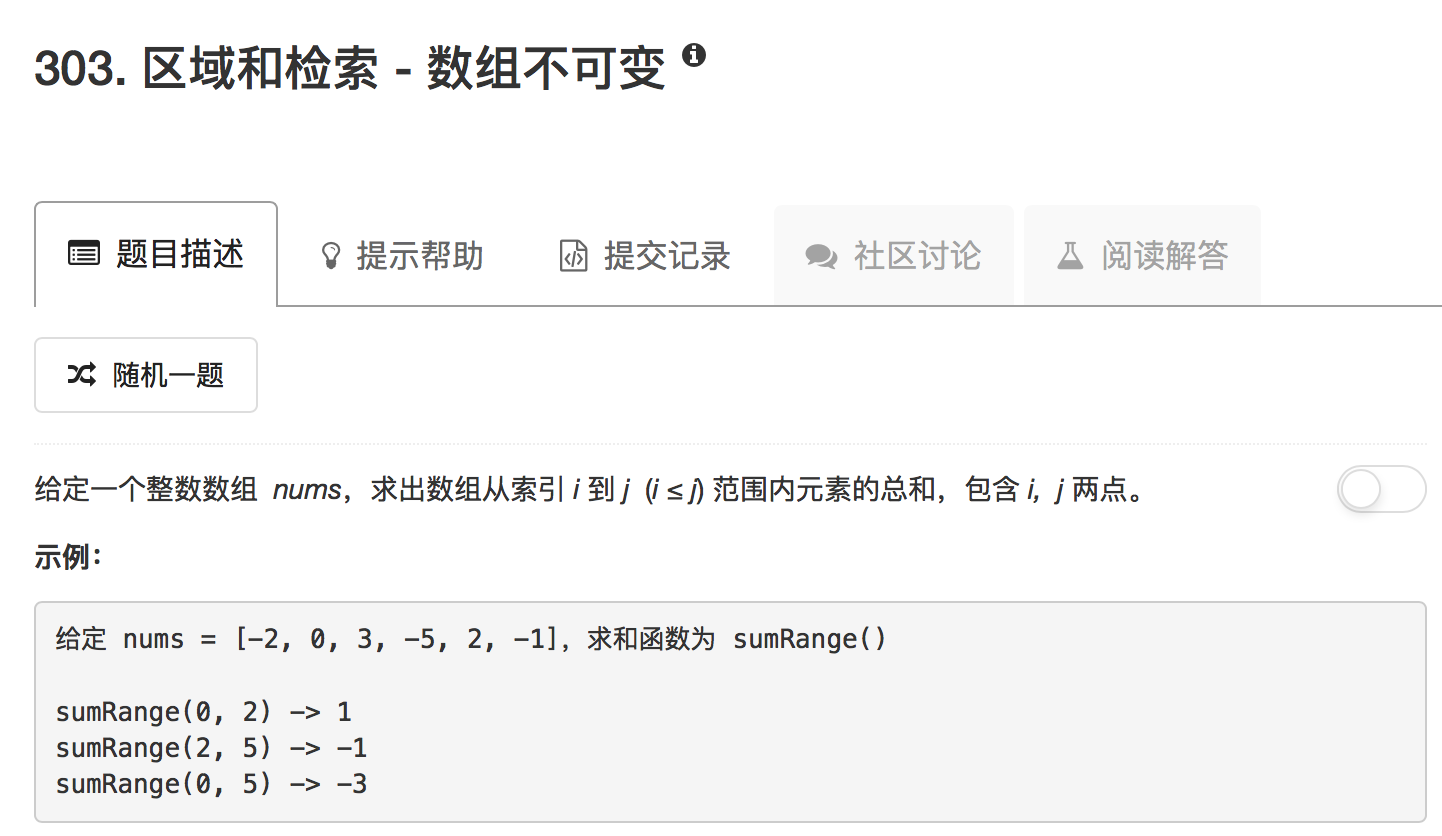 303. 区域和检索 - 数组不可变
题目描述 提示帮助 提交记录 社区讨论 阅读解答
随机一题
给定一个整数数组 nums，求出数组从索引 i 到 j (i ≤ j) 范围内元素的总和，包含 i, j 两点。
示例：
给定 nums = [-2, 0, 3, -5, 2, -1]，求和函数为 sumRange()
sumRange(0, 2) -> 1
sumRange(2, 5) -> -1
sumRange(0, 5) -> -3